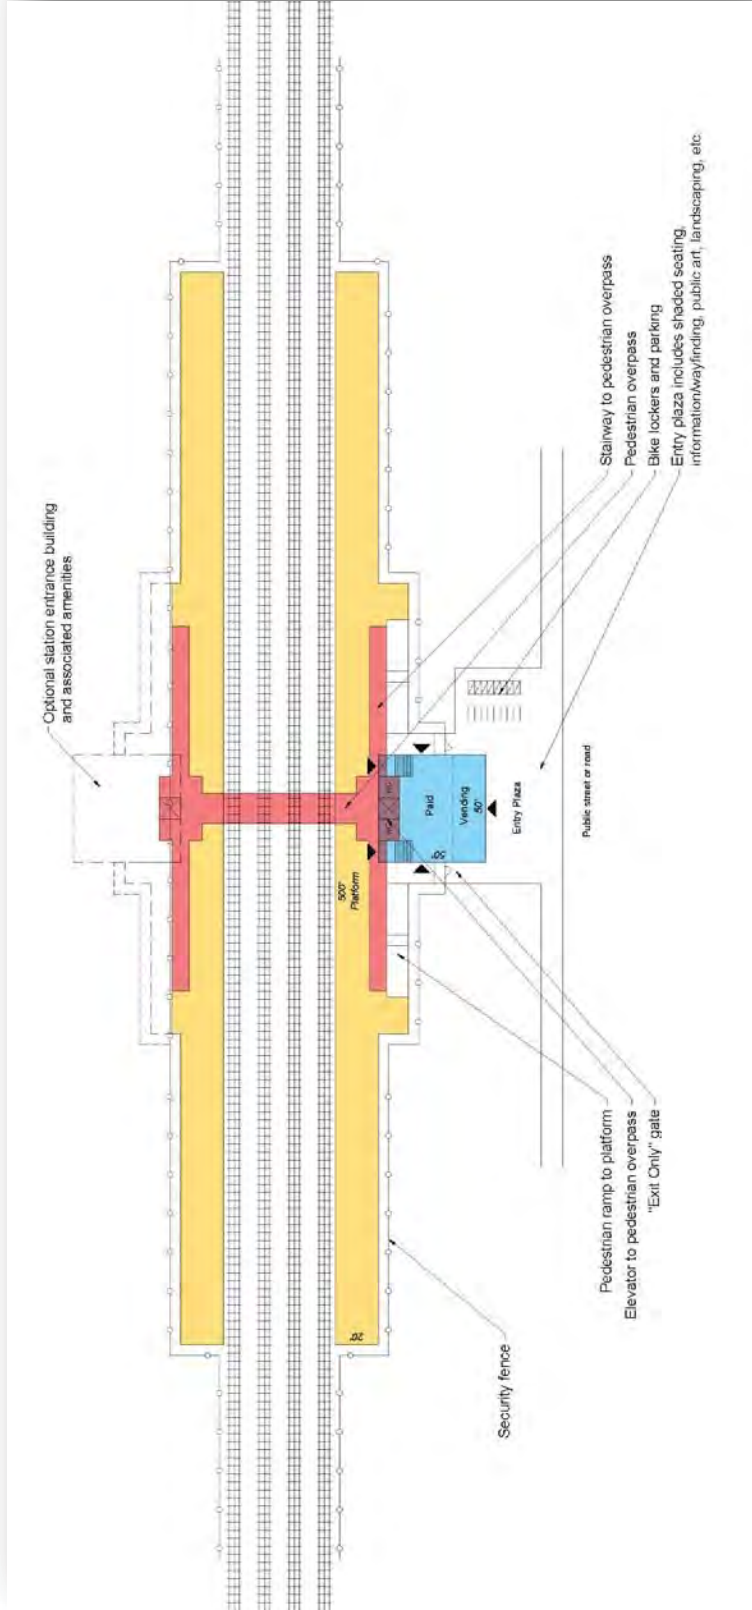 Optional station entrance building
and associated amenities
Stairway to pedestrian overpass
Pedestrian overpass
Bike lockers and parking
Entry plaza includes shaded seating,
information/wayfinding, public art, landscaping, etc
500'
Platform
Paid
Vending
50'
50'
Entry Plaza
Public street or road
20'
Pedestrian ramp to platform
Elevator to pedestrian overpass
"Exit Only" gate
Security fence